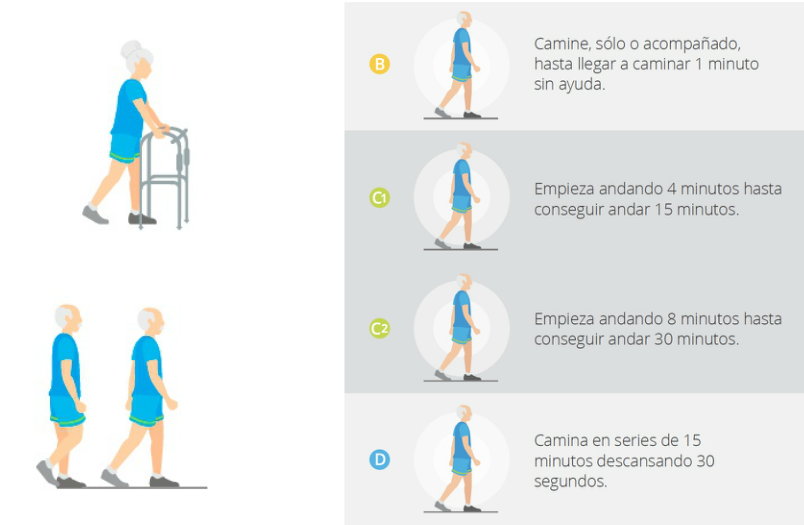 B
Camine, sólo o acompañado,
hasta llegar a caminar 1 minuto
sin ayuda.
C1
Empieza andando 4 minutos hasta
conseguir andar 15 minutos.
C2
Empieza andando 8 minutos hasta
conseguir andar 30 minutos.
D
Camina en series de 15
minutos descansando 30
segundos.